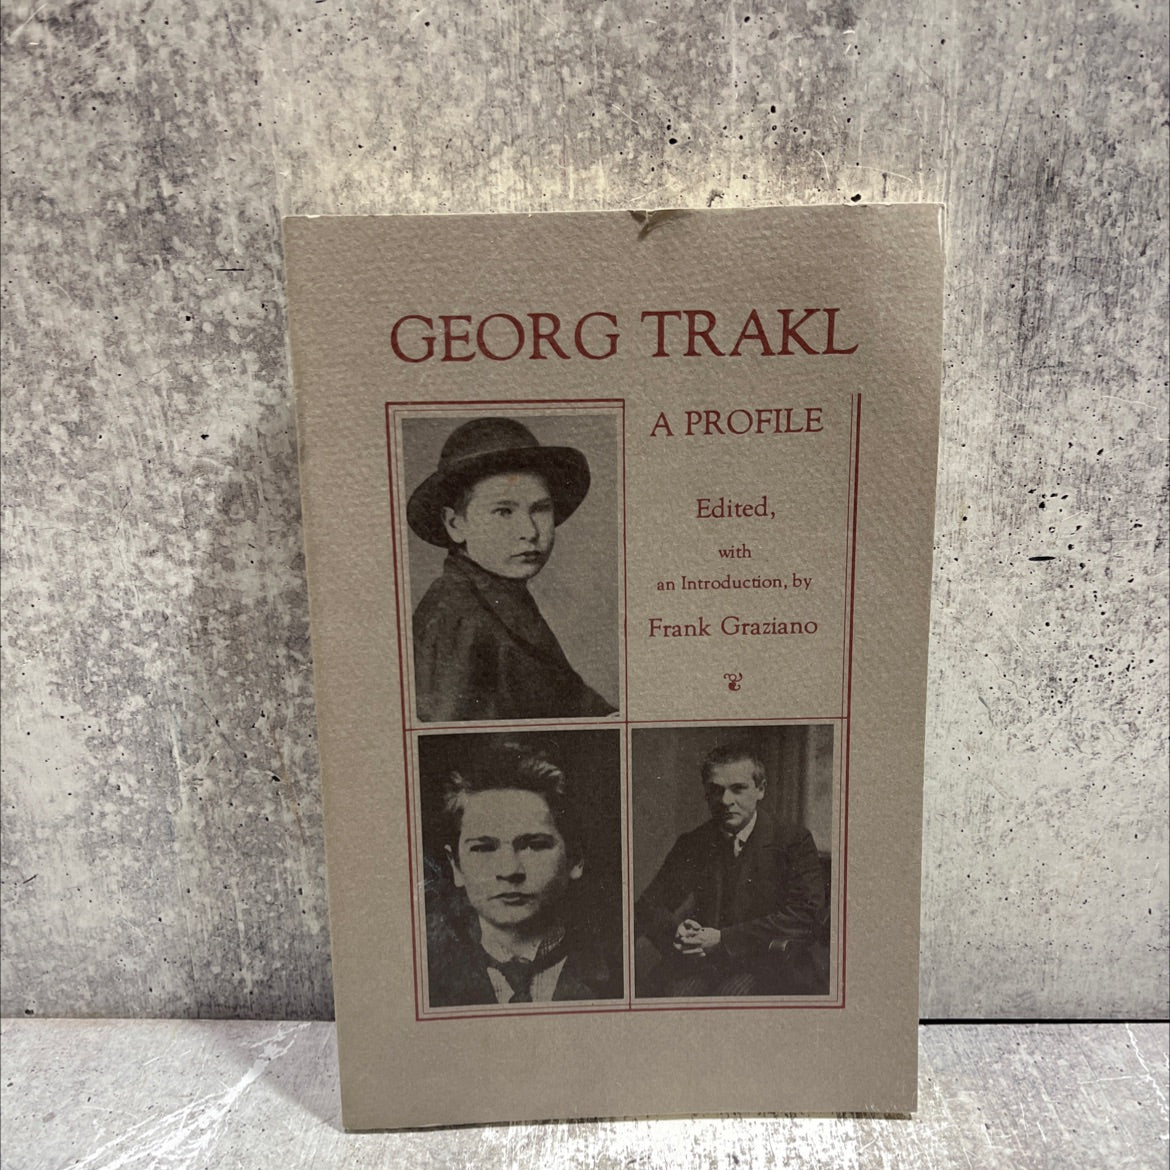 GEORG TRAKL
A PROFILE
Edited,
with
an Introduction, by
Frank Graziano